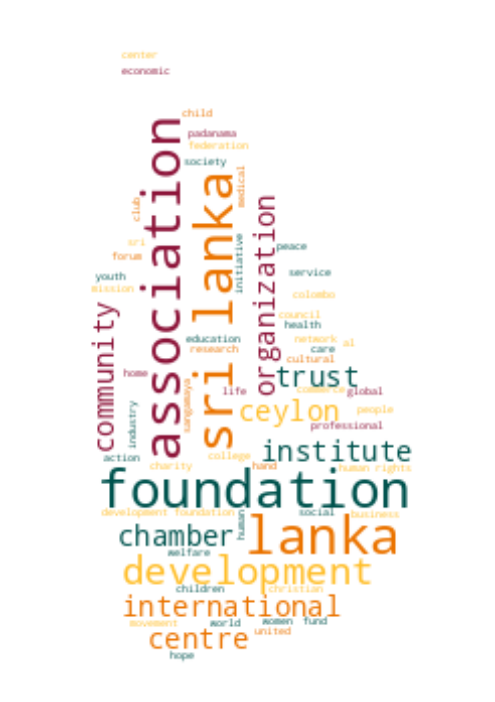 center
economic
child
padanama
federation
society
association
sri lanka
medical
organization
club
sri
forum
initiative
peace
youth
mission
service
colombo
community
council
health
education
research
network
al
care
cultural
home
sangamaya
trust
life
commerce
global
industry
ceylon
people
professional
institute
action
charity
college
hand
human rights
foundation
development foundation
human
social
business
chamber
lanka
welfare
development
children
christian
international
movement
world
women
fund
centre
united
hope